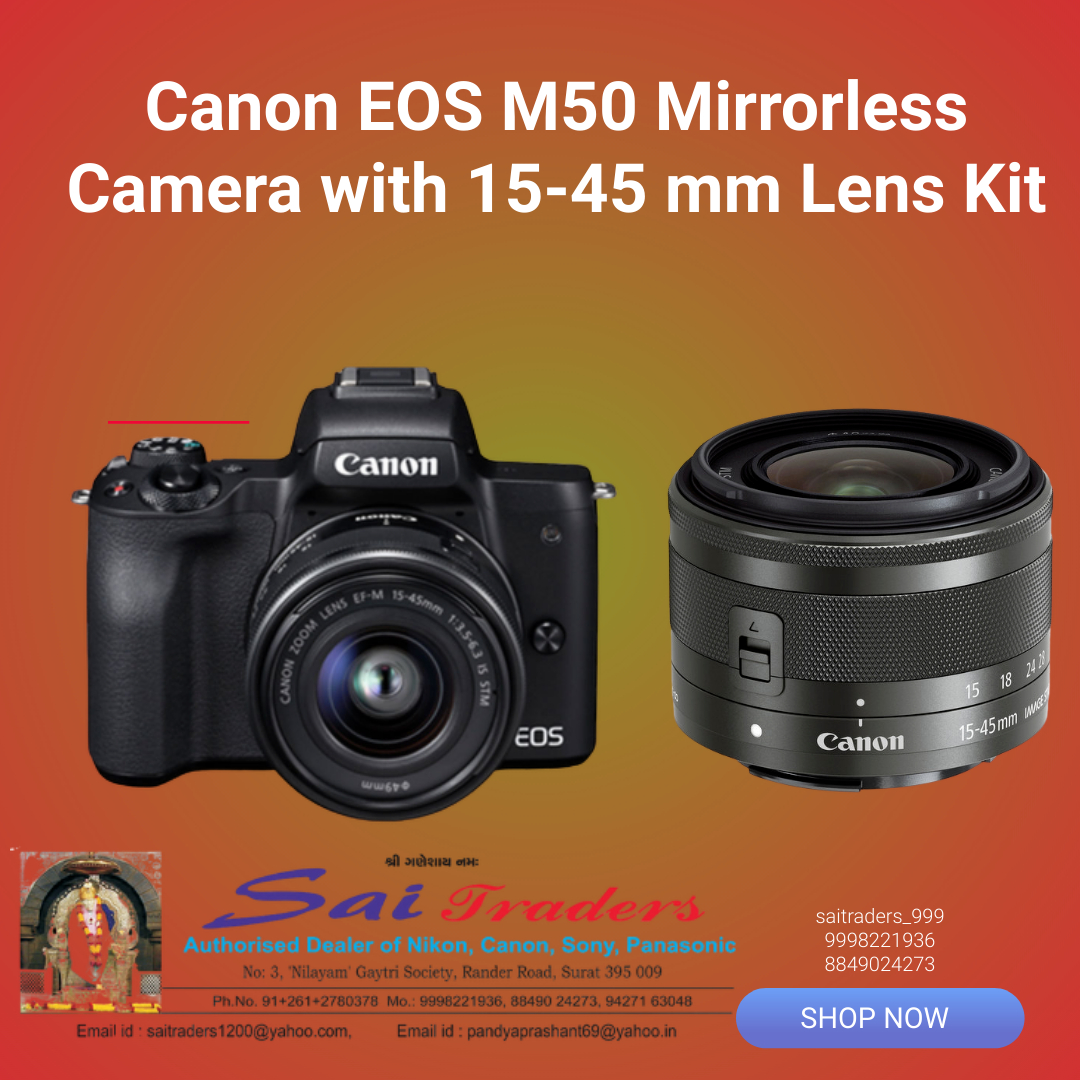 Canon EOS M50 Mirrorless
Camera with 15-45 mm Lens Kit
Canon
Canon
CANON ZOOM LENS EF-M 15-45mm 1:3.5-6.3 IS STM
EOS
Φ49mm
15 18 24 28
15-45mm
Canon
શ્રી ગણેશાય નમઃ
Sai Traders
Authorised Dealer of Nikon, Canon, Sony, Panasonic
No: 3, 'Nilayam' Gaytri Society, Rander Road, Surat 395 009
Ph.No. 91+261+2780378 Mo.: 9998221936, 88490 24273, 94271 63048
Email id : saitraders1200@yahoo.com, Email id : pandyaprashant69@yahoo.in
saitraders_999
9998221936
8849024273
SHOP NOW